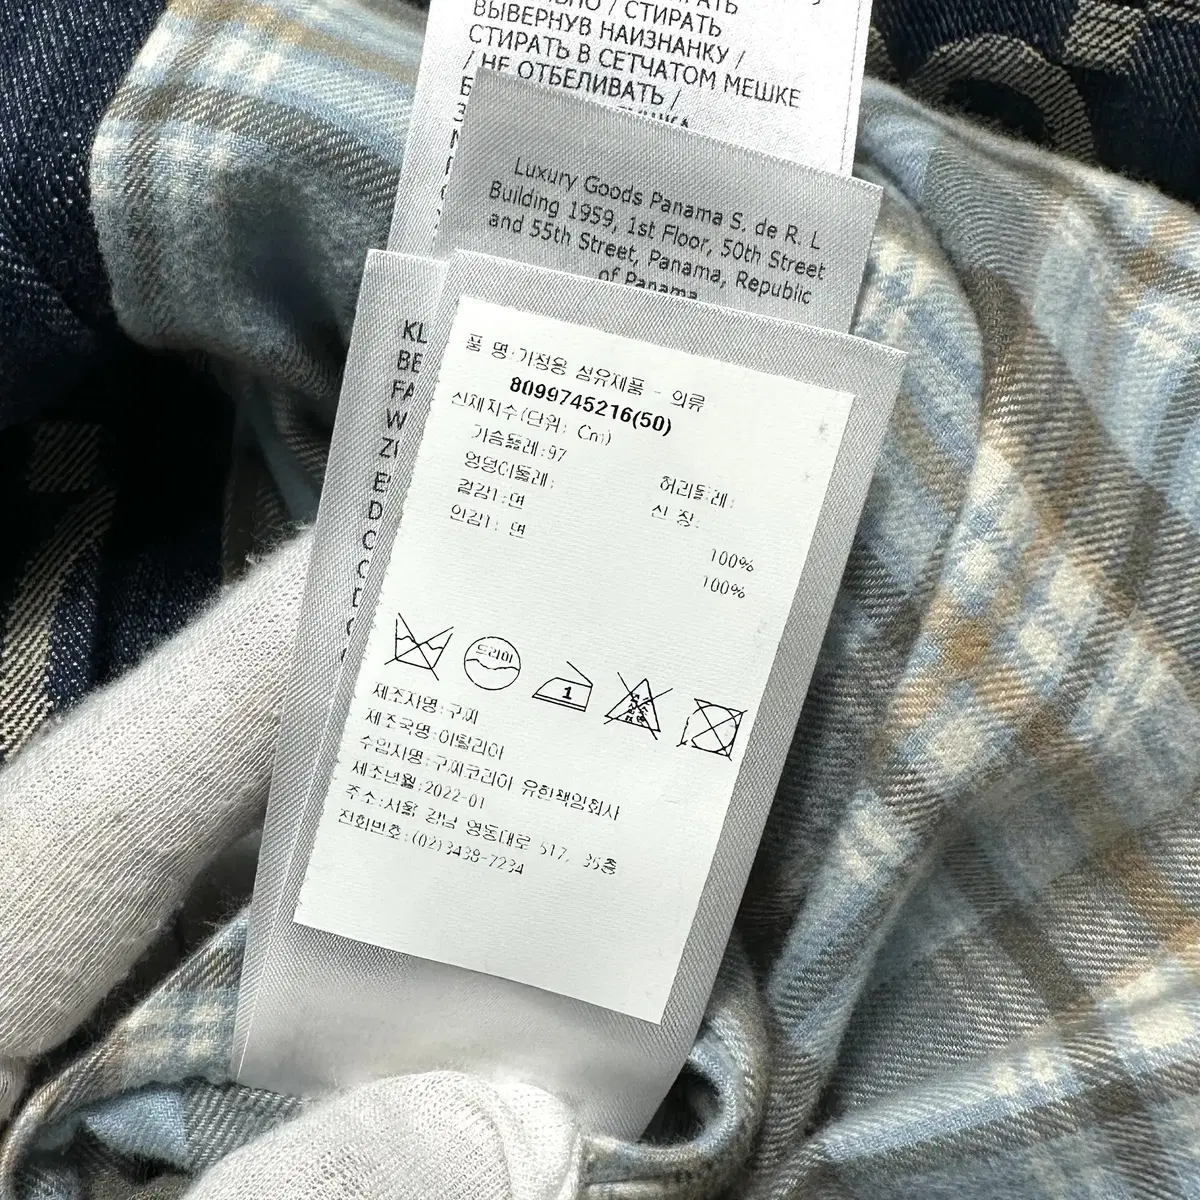 СТИРАТЬ
ВЫВЕРНУВ НАИЗНАНКУ /
СТИРАТЬ В СЕТЧАТОМ МЕШКЕ
/ НЕ ОТБЕЛИВАТЬ /
Luxury Goods Panama S. de R. L
Building 1959, 1st Floor, 50th Street
and 55th Street, Panama, Republic
of Panama
KL
BE
FA
W
품 명:가정용 섬유제품 - 의류
8099745216(50)
신체치수(단위: Cm)
가슴둘레:97
엉덩이둘레: 허리둘레:
겉감1:면 신 장:
안감1: 면
100%
100%
드라이
1
제조자명:구찌
제조국명:이탈리아
수입자명:구찌코리아 유한책임회사
제조년월:2022-01
주소:서울 강남 영동대로 517, 35층
전화번호:(02)3438-7234